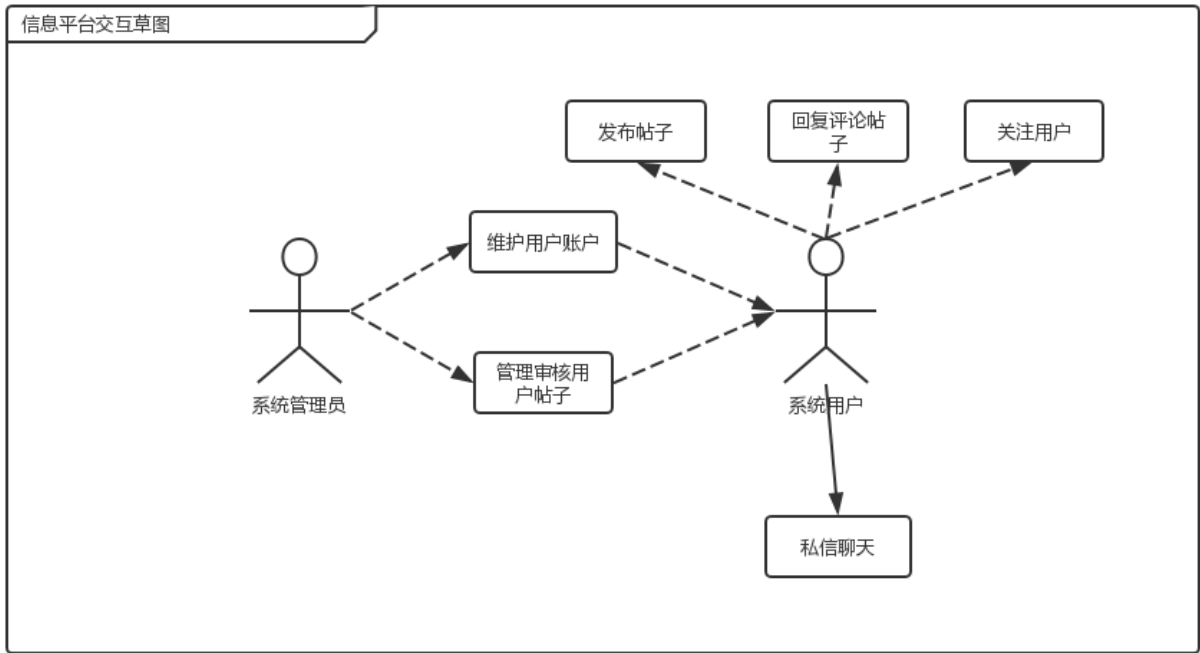 信息平台交互草图
发布帖子
回复评论帖
子
关注用户
维护用户账户
管理审核用
户帖子
系统管理员
系统用户
私信聊天